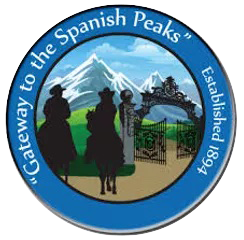 "Gateway to the Spanish Peaks"
Established 1894